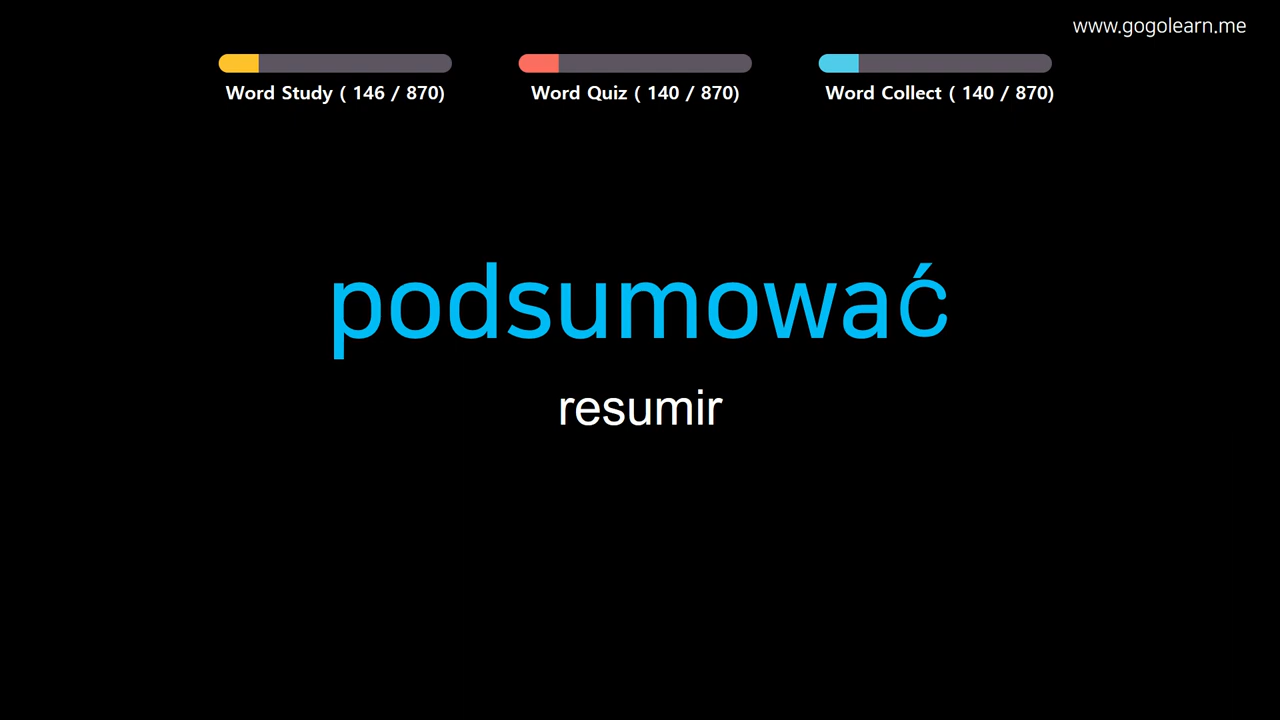 www.gogolearn.me
Word Study ( 146 / 870)
Word Quiz ( 140 / 870)
Word Collect ( 140 / 870)
podsumować
resumir